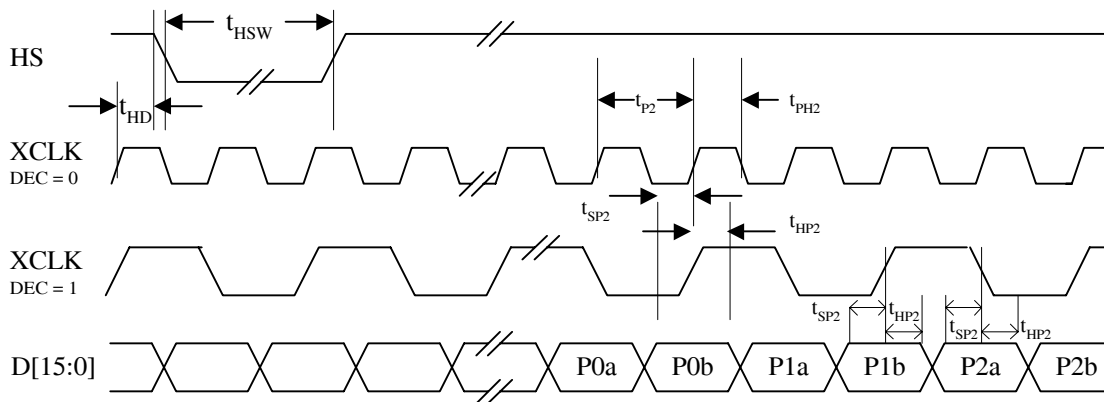 t_HSW
HS
t_HD
t_P2
t_PH2
XCLK
DEC = 0
t_SP2
t_HP2
XCLK
DEC = 1
t_SP2
t_HP2
t_SP2
t_HP2
D[15:0]
P0a
P0b
P1a
P1b
P2a
P2b